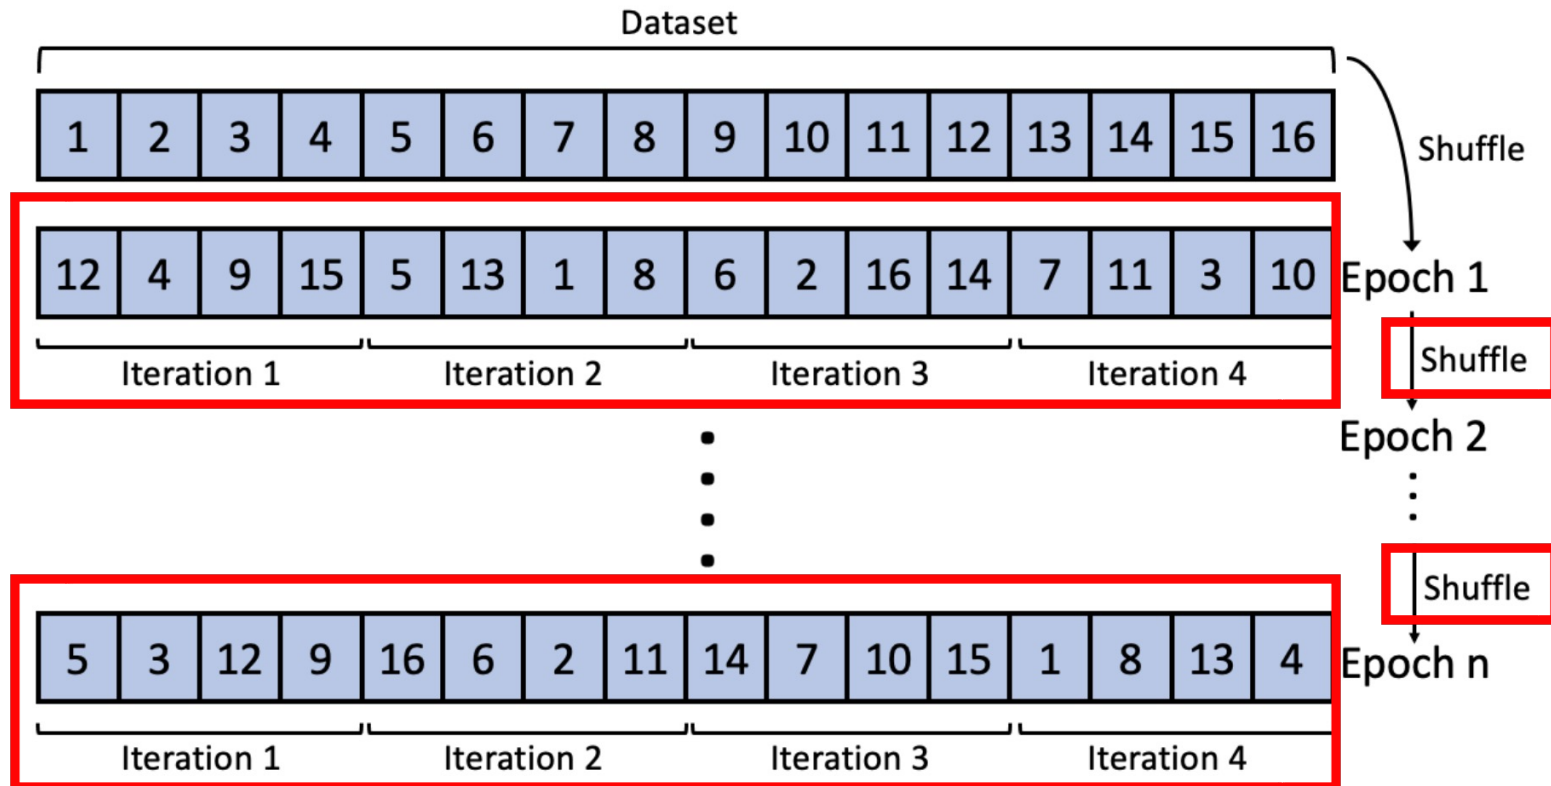 Dataset
1 2 3 4 5 6 7 8 9 10 11 12 13 14 15 16
Shuffle
12 4 9 15 5 13 1 8 6 2 16 14 7 11 3 10 Epoch 1
Iteration 1 Iteration 2 Iteration 3 Iteration 4 Shuffle
Epoch 2
Shuffle
5 3 12 9 16 6 2 11 14 7 10 15 1 8 13 4 Epoch n
Iteration 1 Iteration 2 Iteration 3 Iteration 4